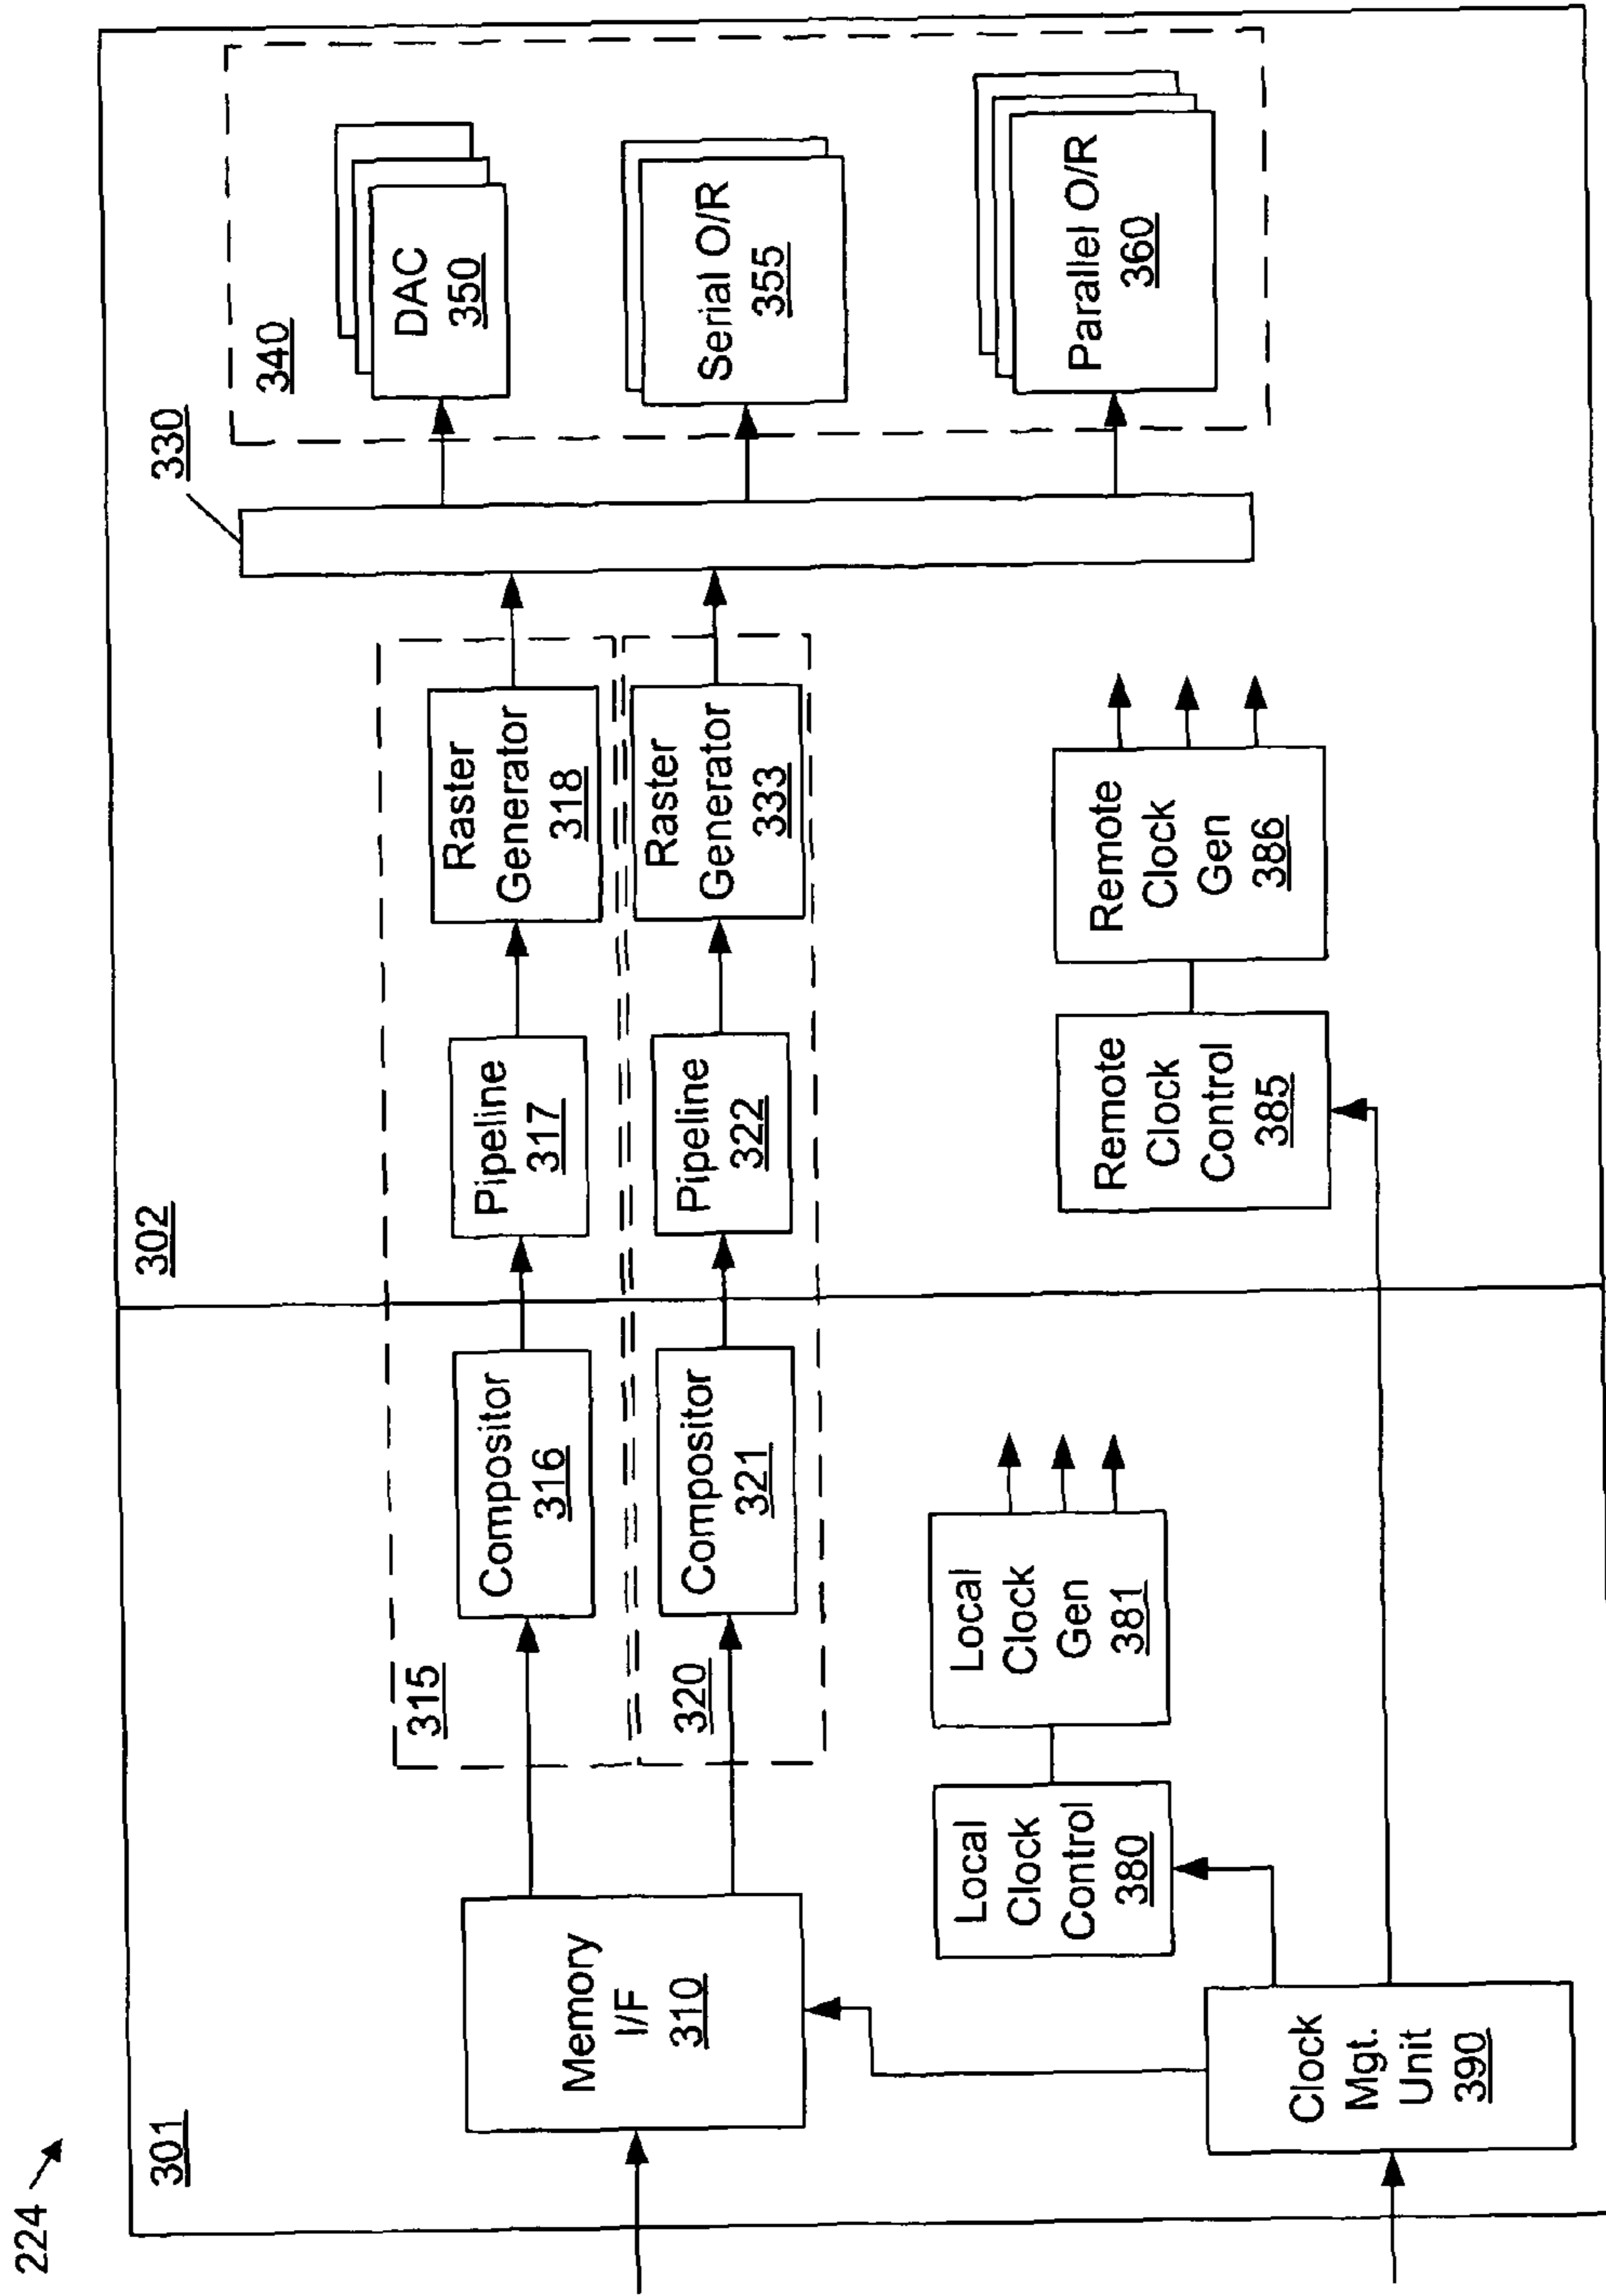 224
301
302
330
340
Memory
I/F
310
315
Compositor
316
Pipeline
317
Raster
Generator
318
320
Compositor
321
Pipeline
322
Raster
Generator
333
DAC
350
Serial O/R
355
Parallel O/R
360
Local
Clock
Control
380
Local
Clock
Gen
381
Remote
Clock
Control
385
Remote
Clock
Gen
386
Clock
Mgt.
Unit
390